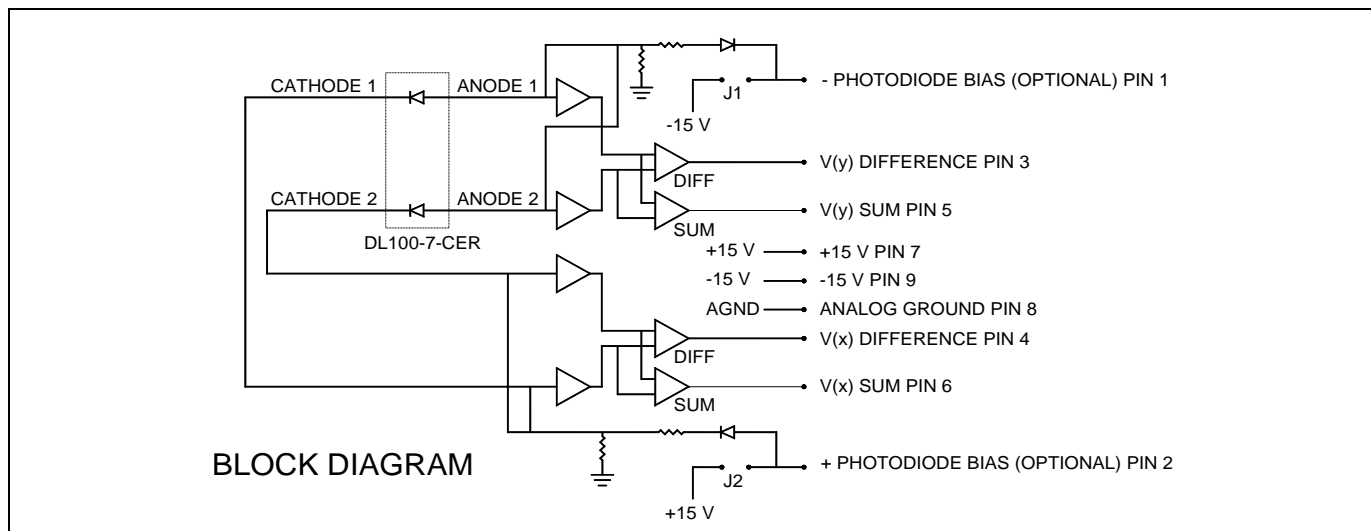 CATHODE 1
ANODE 1
- PHOTODIODE BIAS (OPTIONAL) PIN 1
J1
-15 V
V(y) DIFFERENCE PIN 3
DIFF
CATHODE 2
ANODE 2
V(y) SUM PIN 5
SUM
DL100-7-CER
+15 V
+15 V PIN 7
-15 V
-15 V PIN 9
AGND
ANALOG GROUND PIN 8
V(x) DIFFERENCE PIN 4
DIFF
V(x) SUM PIN 6
SUM
BLOCK DIAGRAM
+ PHOTODIODE BIAS (OPTIONAL) PIN 2
J2
+15 V